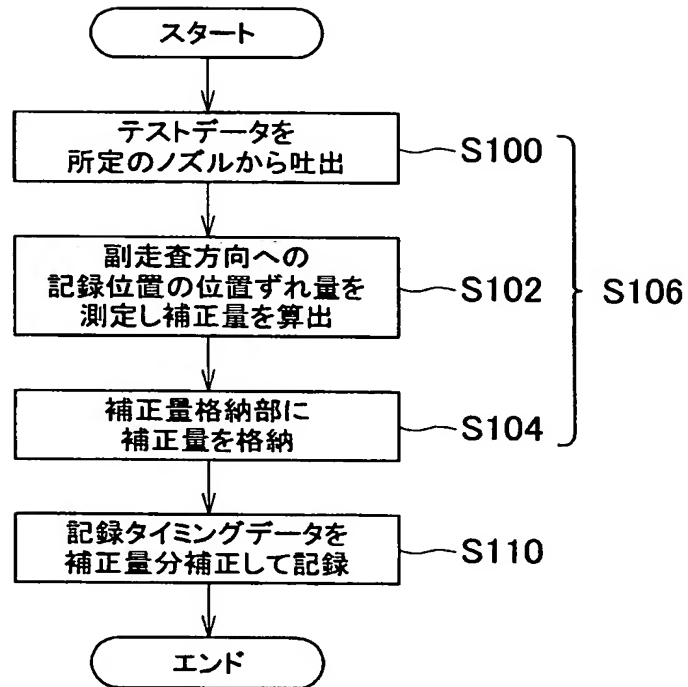 スタート
テストデータを
所定のノズルから吐出
S100
副走査方向への
記録位置の位置ずれ量を
測定し補正量を算出
S102
S106
補正量格納部に
補正量を格納
S104
記録タイミングデータを
補正量分補正して記録
S110
エンド